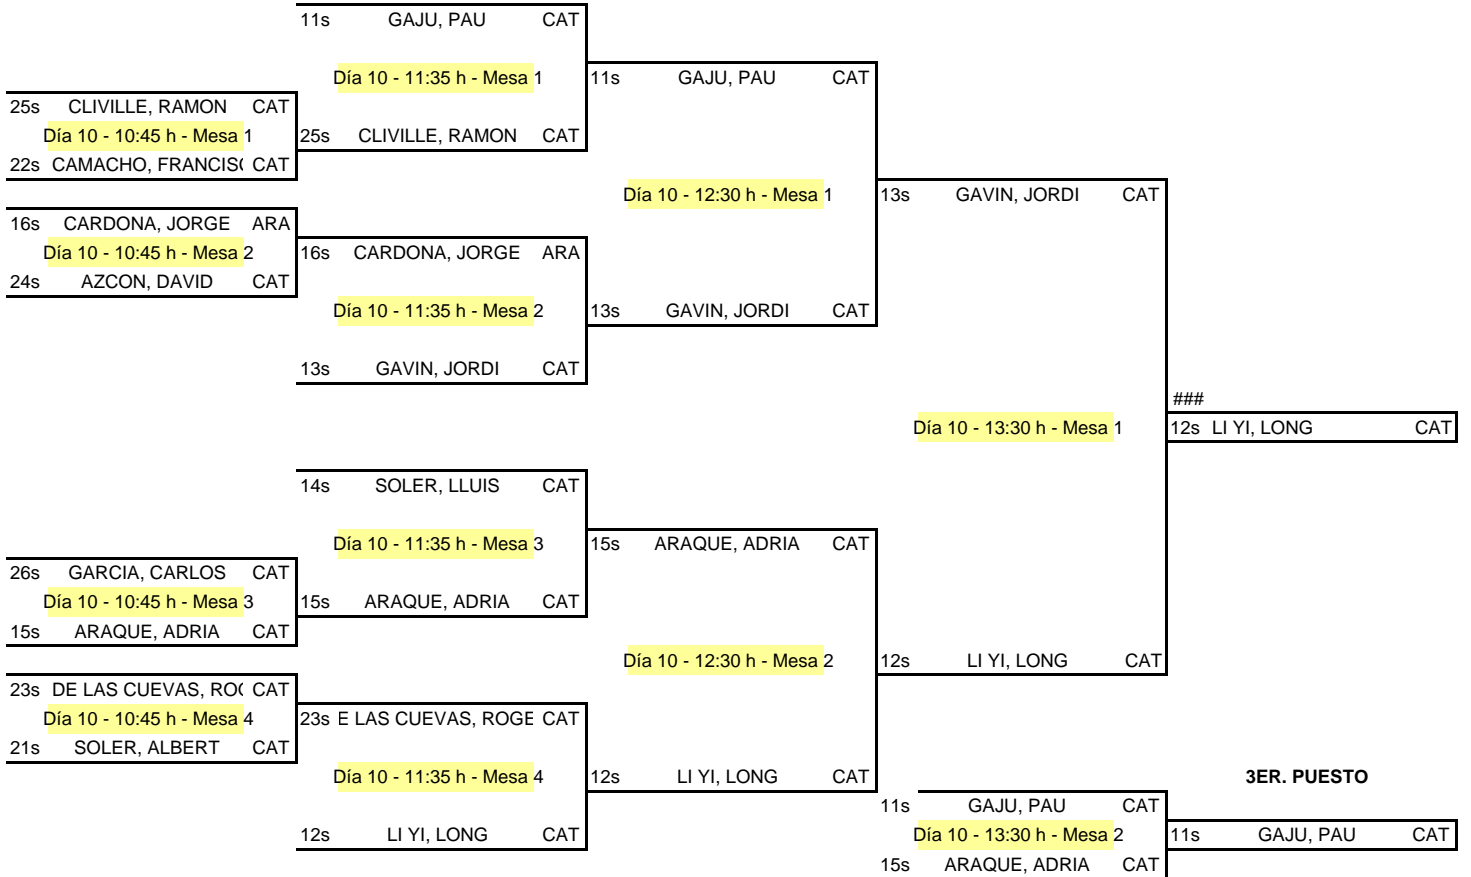 11s GAJU, PAU CAT
Día 10 - 11:35 h - Mesa 1
11s GAJU, PAU CAT
25s CLIVILLE, RAMON CAT
Día 10 - 10:45 h - Mesa 1
25s CLIVILLE, RAMON CAT
22s CAMACHO, FRANCISC CAT
Día 10 - 12:30 h - Mesa 1
13s GAVIN, JORDI CAT
16s CARDONA, JORGE ARA
Día 10 - 10:45 h - Mesa 2
16s CARDONA, JORGE ARA
24s AZCON, DAVID CAT
Día 10 - 11:35 h - Mesa 2
13s GAVIN, JORDI CAT
13s GAVIN, JORDI CAT
###
Día 10 - 13:30 h - Mesa 1
12s LI YI, LONG CAT
14s SOLER, LLUIS CAT
Día 10 - 11:35 h - Mesa 3
15s ARAQUE, ADRIA CAT
26s GARCIA, CARLOS CAT
Día 10 - 10:45 h - Mesa 3
15s ARAQUE, ADRIA CAT
15s ARAQUE, ADRIA CAT
Día 10 - 12:30 h - Mesa 2
12s LI YI, LONG CAT
23s DE LAS CUEVAS, ROG CAT
Día 10 - 10:45 h - Mesa 4
23s E LAS CUEVAS, ROGE CAT
21s SOLER, ALBERT CAT
Día 10 - 11:35 h - Mesa 4
12s LI YI, LONG CAT
3ER. PUESTO
11s GAJU, PAU CAT
12s LI YI, LONG CAT
Día 10 - 13:30 h - Mesa 2
11s GAJU, PAU CAT
15s ARAQUE, ADRIA CAT